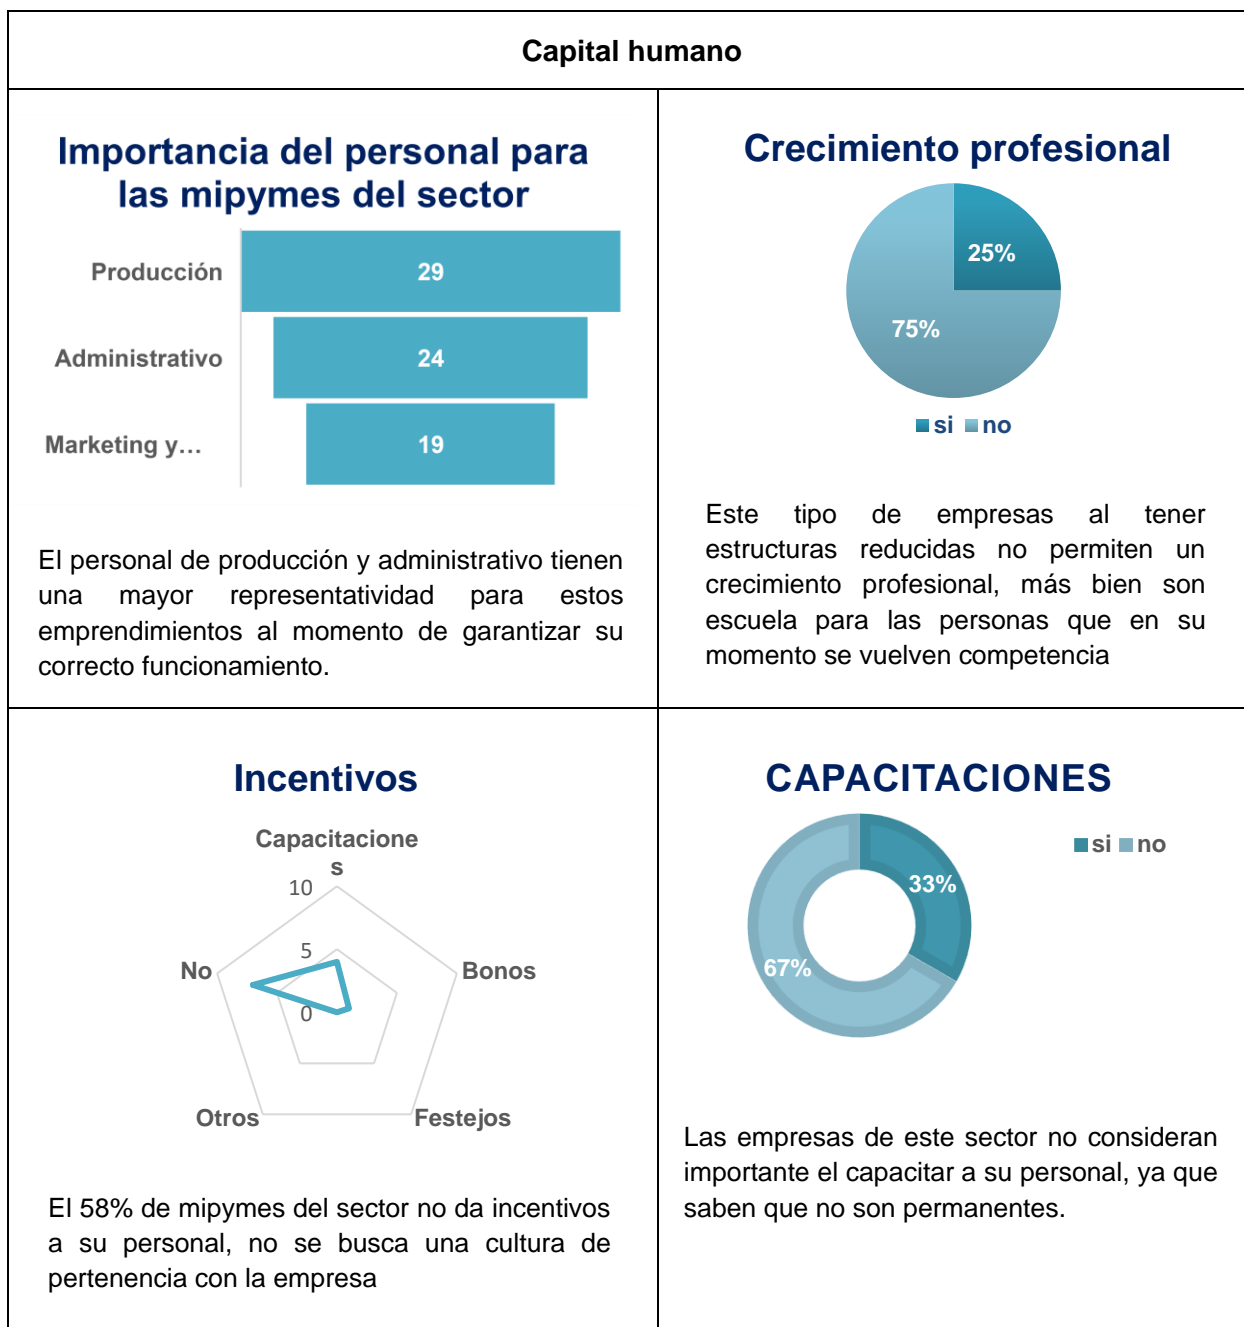 Capital humano
Importancia del personal para
las mipymes del sector
Producción
29
Administrativo
24
Marketing y...
19
El personal de producción y administrativo tienen
una mayor representatividad para estos
emprendimientos al momento de garantizar su
correcto funcionamiento.
Crecimiento profesional
25%
75%
si no
Este tipo de empresas al tener
estructuras reducidas no permiten un
crecimiento profesional, más bien son
escuela para las personas que en su
momento se vuelven competencia
Incentivos
Capacitacione
s
10
5
0
No
Bonos
Otros
Festejos
El 58% de mipymes del sector no da incentivos
a su personal, no se busca una cultura de
pertenencia con la empresa
CAPACITACIONES
si no
33%
67%
Las empresas de este sector no consideran
importante el capacitar a su personal, ya que
saben que no son permanentes.